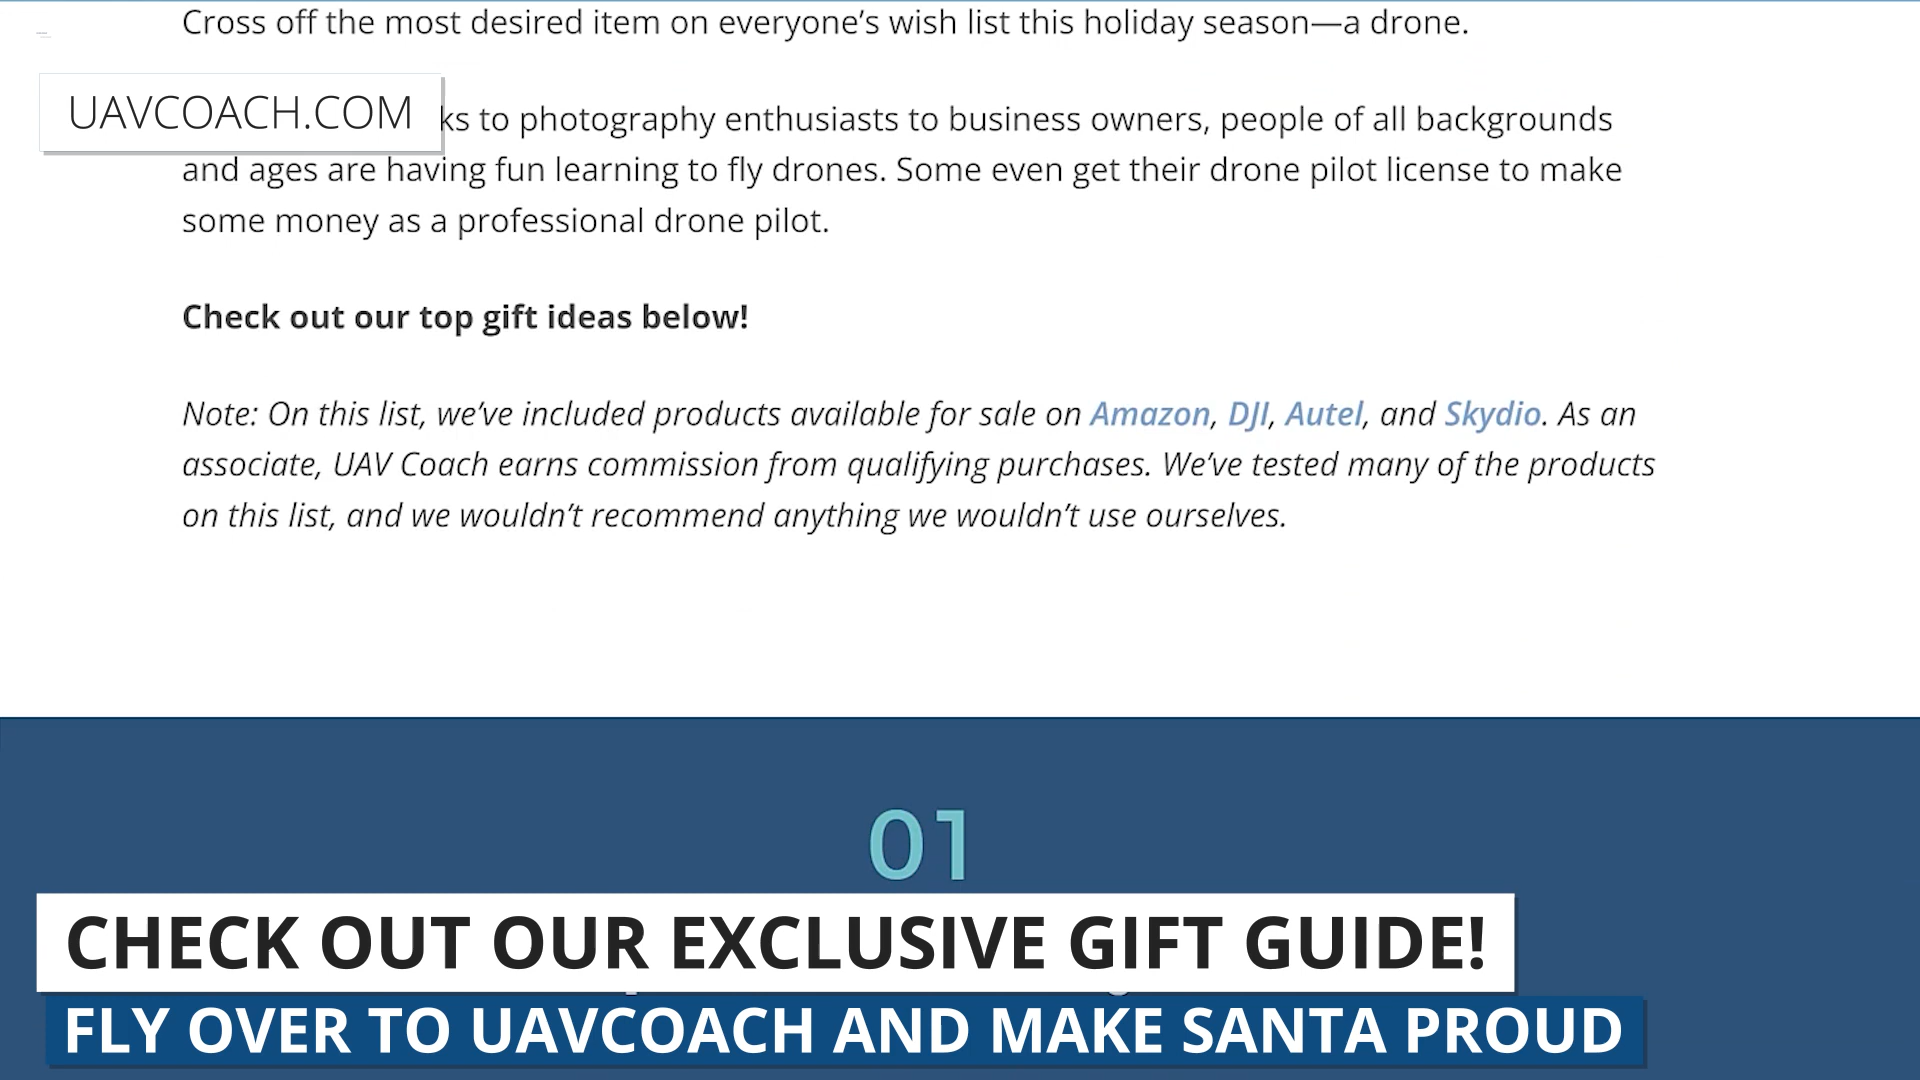 Cross off the most desired item on everyone’s wish list this holiday season—a drone.
UAVCOACH.COM
to photography enthusiasts to business owners, people of all backgrounds
and ages are having fun learning to fly drones. Some even get their drone pilot license to make
some money as a professional drone pilot.
Check out our top gift ideas below!
Note: On this list, we’ve included products available for sale on Amazon, DJI, Autel, and Skydio. As an
associate, UAV Coach earns commission from qualifying purchases. We’ve tested many of the products
on this list, and we wouldn’t recommend anything we wouldn’t use ourselves.
01
CHECK OUT OUR EXCLUSIVE GIFT GUIDE!
FLY OVER TO UAVCOACH AND MAKE SANTA PROUD